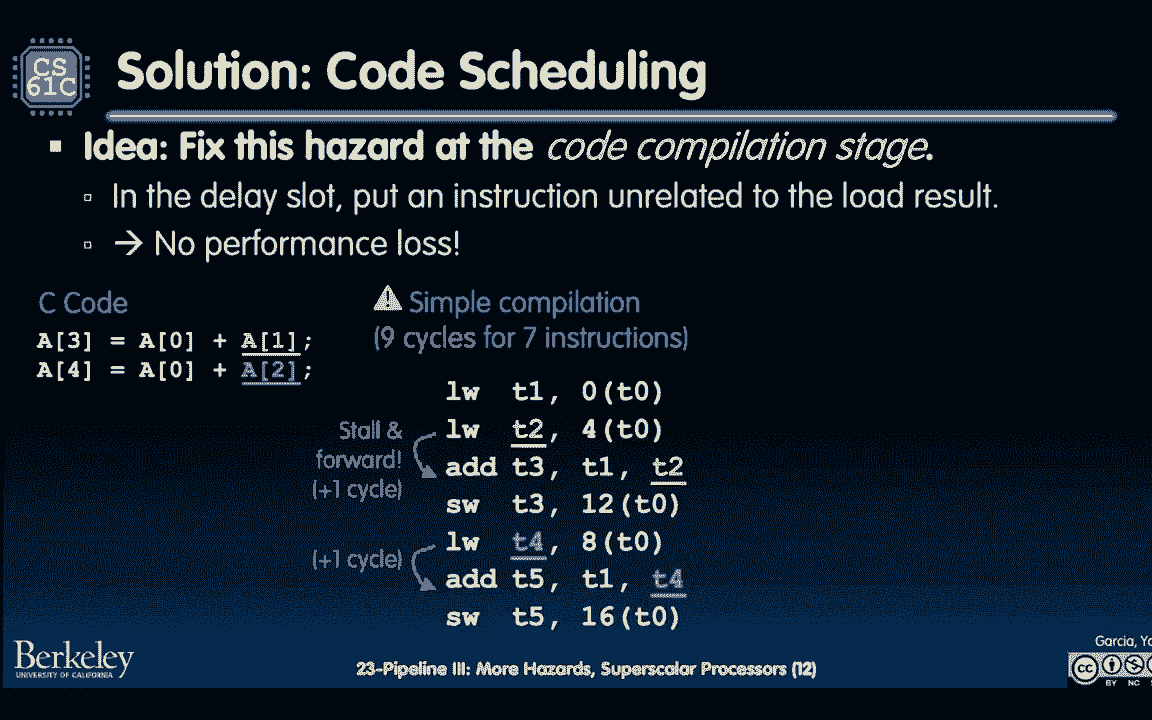 CS
61C
Solution: Code Scheduling
▪ Idea: Fix this hazard at the code compilation stage.
▫ In the delay slot, put an instruction unrelated to the load result.
▫ → No performance loss!
C Code
A[3] = A[0] + A[1];
A[4] = A[0] + A[2];
Simple compilation
(9 cycles for 7 instructions)
lw t1, 0(t0)
lw t2, 4(t0)
add t3, t1, t2
sw t3, 12(t0)
lw t4, 8(t0)
add t5, t1, t4
sw t5, 16(t0)
Stall &
forward!
(+1 cycle)
(+1 cycle)
Berkeley
UNIVERSITY OF CALIFORNIA
23-Pipeline III: More Hazards, Superscalar Processors (12)
Garcia,
cc
BY NC